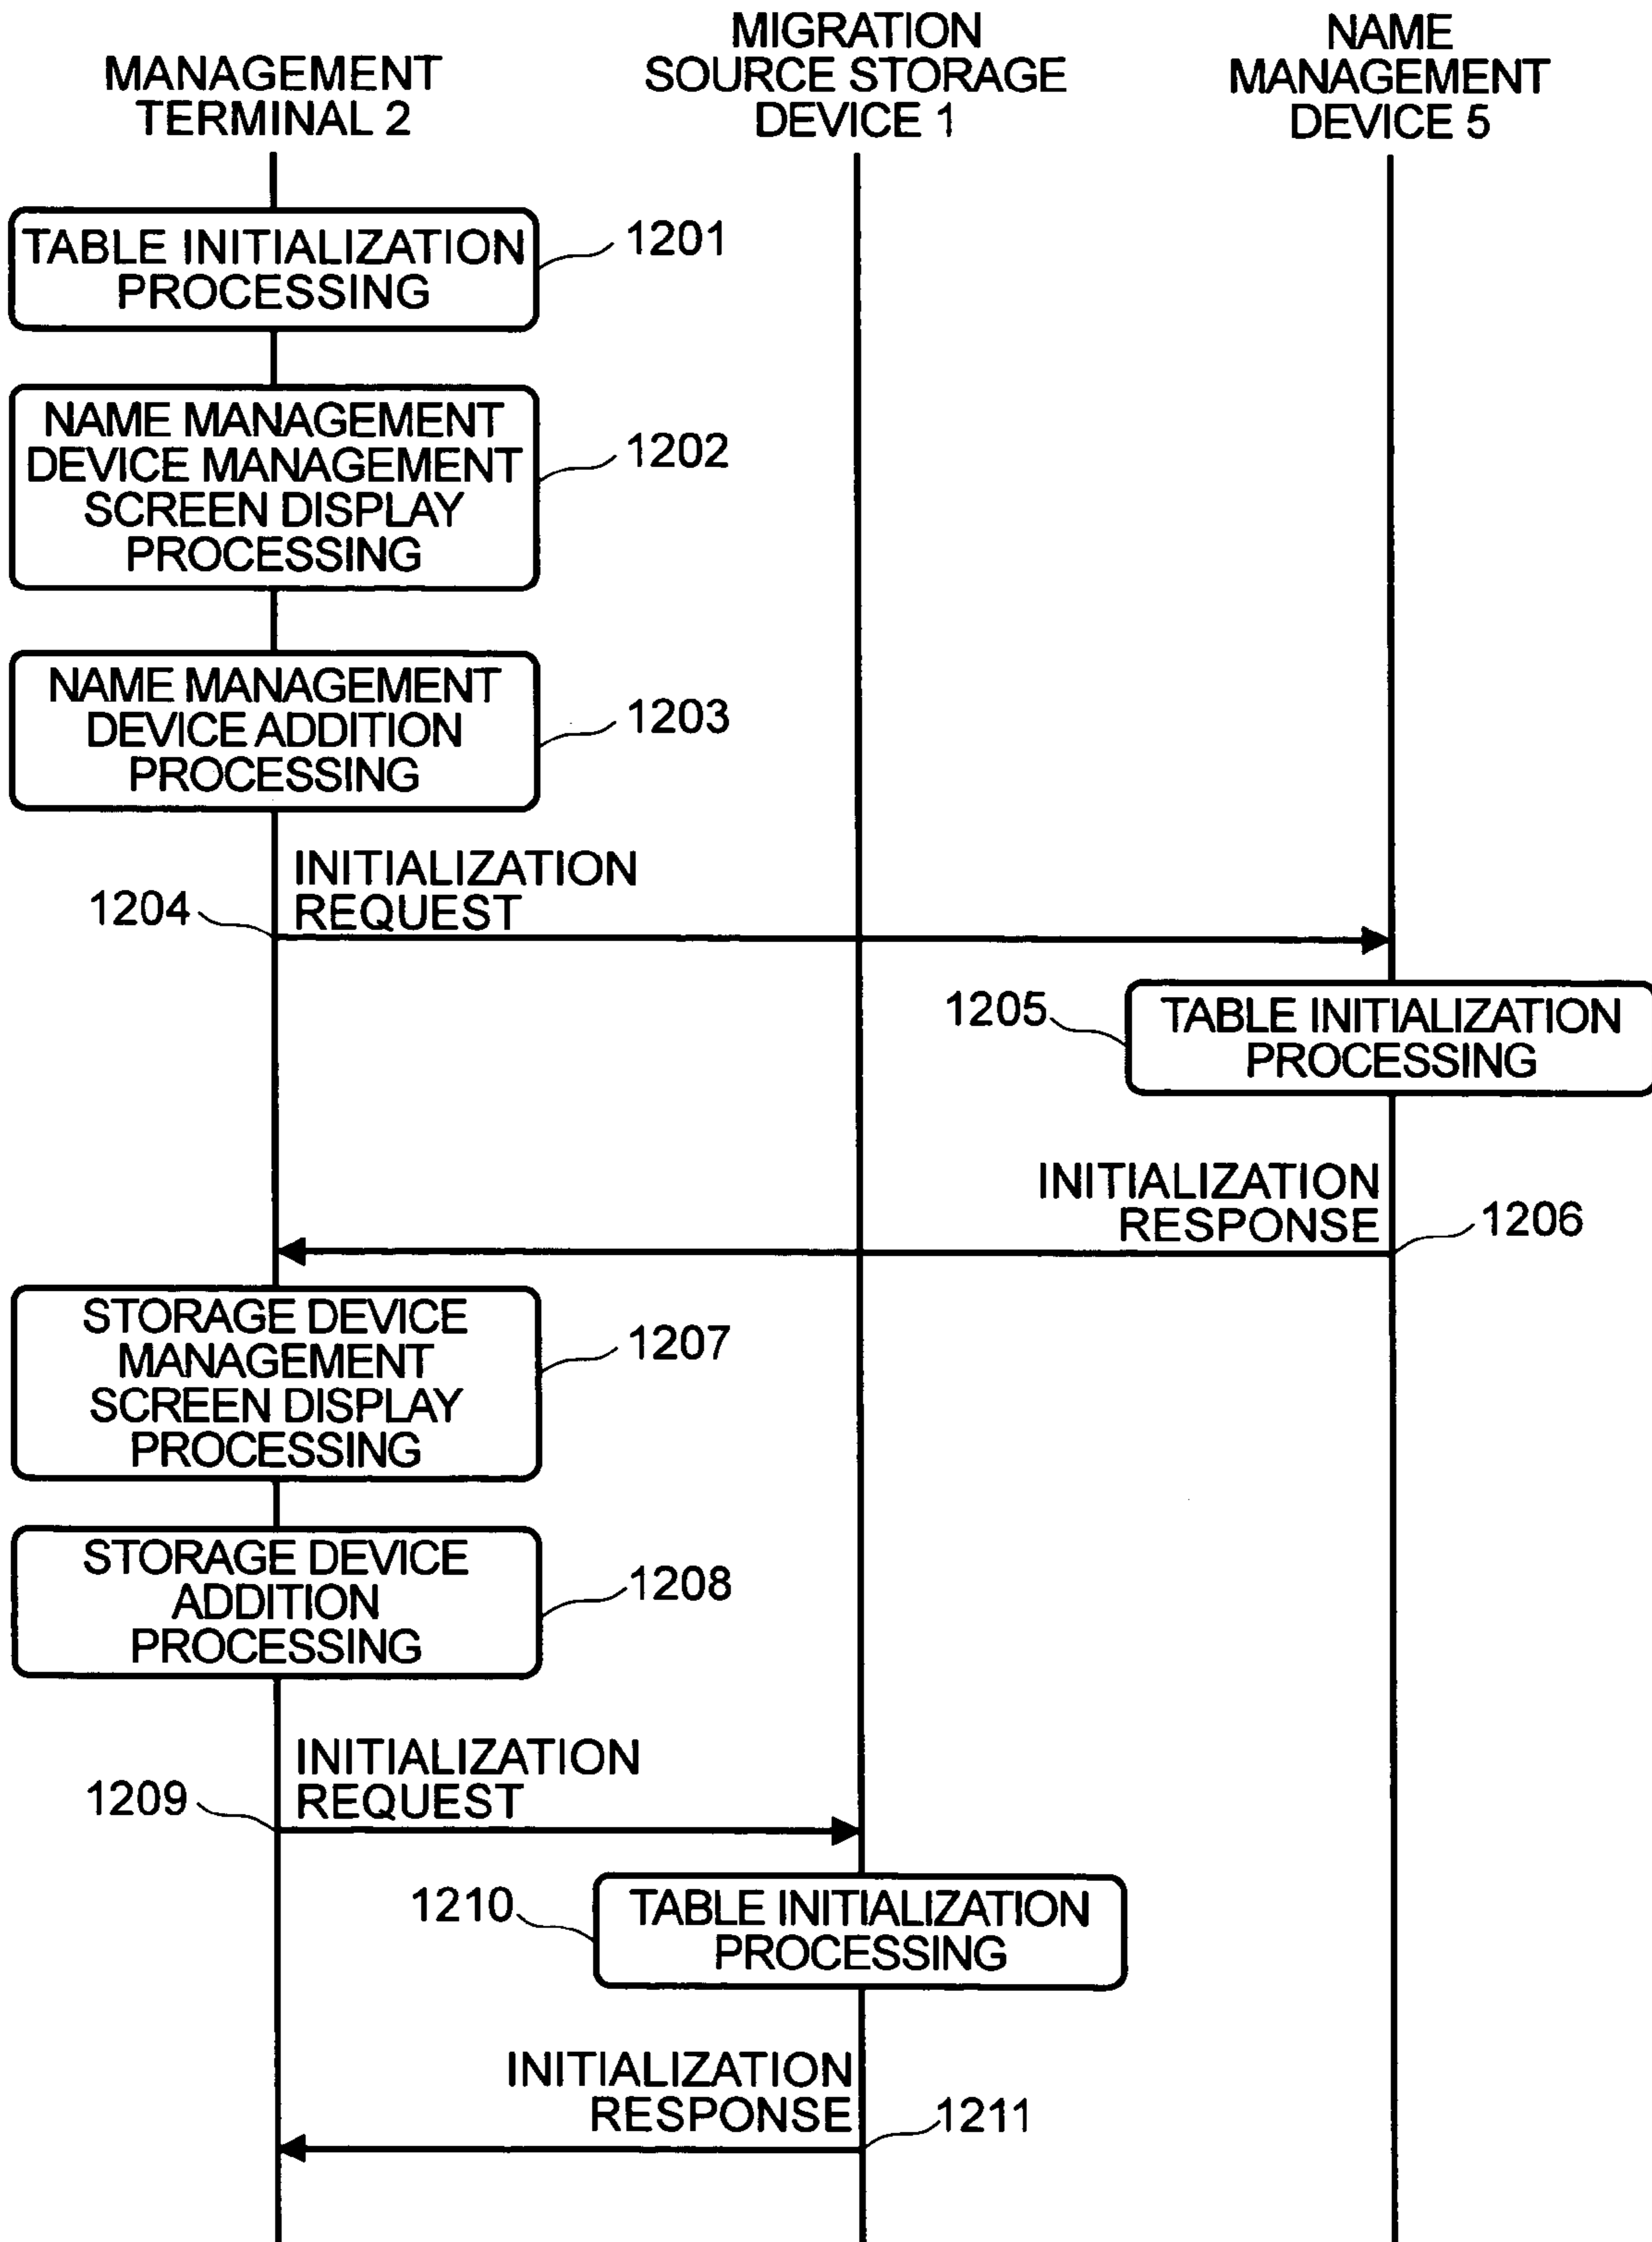 MANAGEMENT
TERMINAL 2
MIGRATION
SOURCE STORAGE
DEVICE 1
NAME
MANAGEMENT
DEVICE 5
TABLE INITIALIZATION
PROCESSING
1201
NAME MANAGEMENT
DEVICE MANAGEMENT
SCREEN DISPLAY
PROCESSING
1202
NAME MANAGEMENT
DEVICE ADDITION
PROCESSING
1203
INITIALIZATION
REQUEST
1204
1205
TABLE INITIALIZATION
PROCESSING
INITIALIZATION
RESPONSE
1206
STORAGE DEVICE
MANAGEMENT
SCREEN DISPLAY
PROCESSING
1207
STORAGE DEVICE
ADDITION
PROCESSING
1208
INITIALIZATION
REQUEST
1209
1210
TABLE INITIALIZATION
PROCESSING
INITIALIZATION
RESPONSE
1211